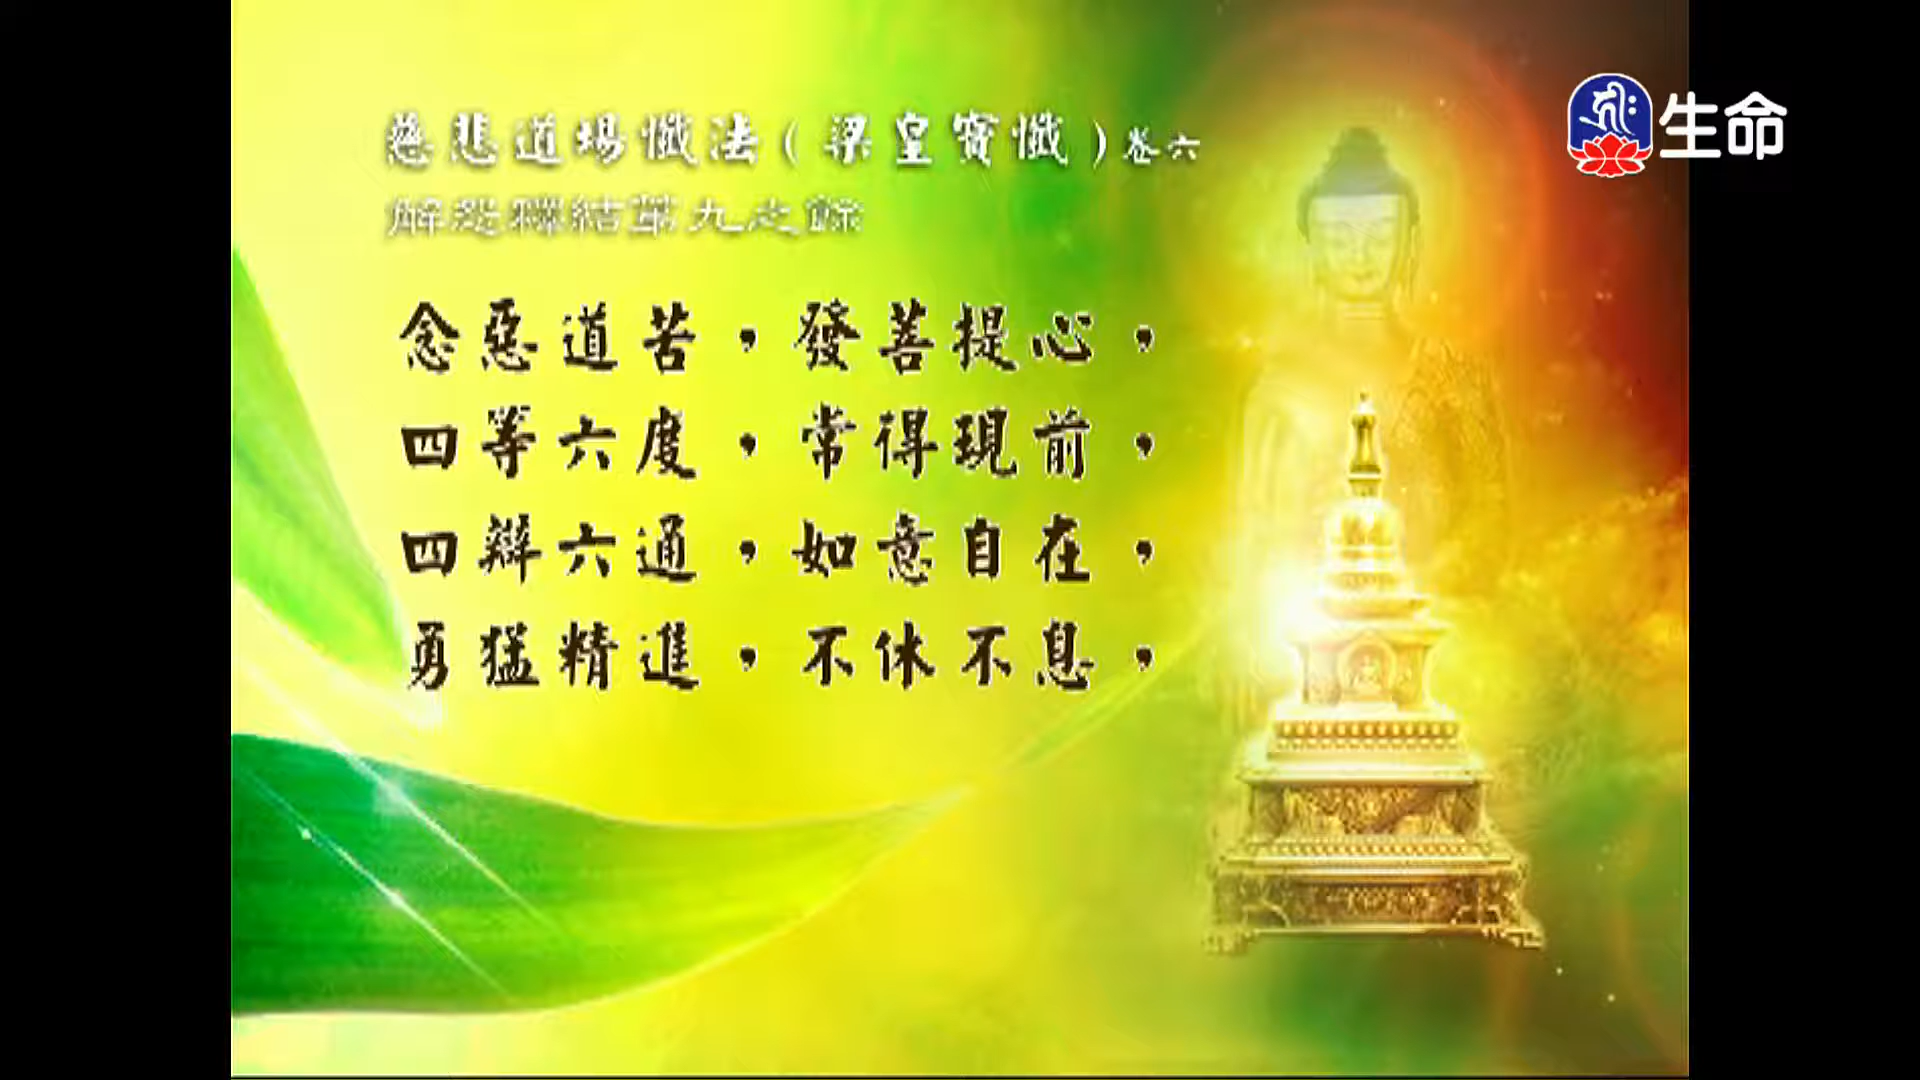 慈悲道場懺法(梁皇寶懺)卷六
解怨釋結第九之餘
生命
念惡道苦，發菩提心，
四等六度，常得現前，
四辯六通，如意自在，
勇猛精進，不休不息，